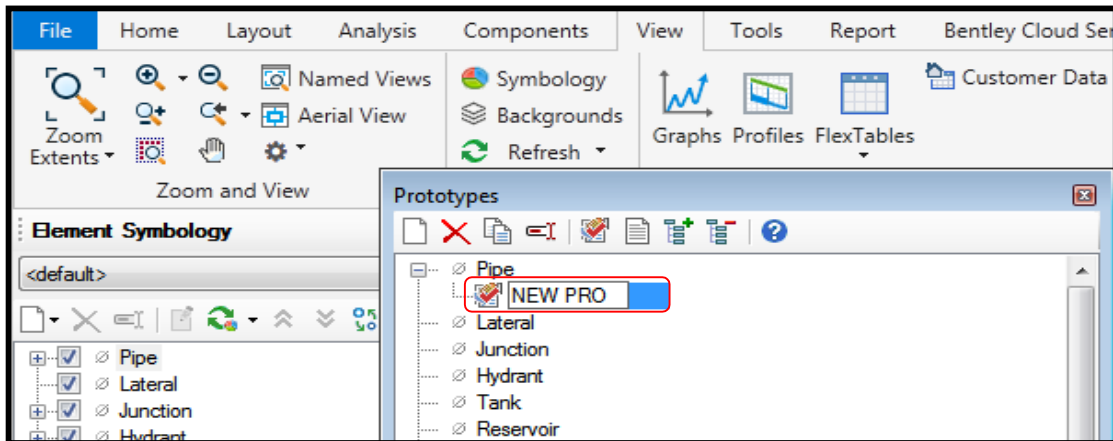 File Home Layout Analysis Components View Tools Report Bentley Cloud Ser
Named Views
Symbology
Customer Data
Aerial View
Backgrounds
Zoom
Extents
Graphs Profiles FlexTables
Refresh
Zoom and View
Prototypes
Element Symbology
<default>
Pipe
NEW PRO
Lateral
Junction
Hydrant
Tank
Reservoir
Pipe
Lateral
Junction
Hydrant